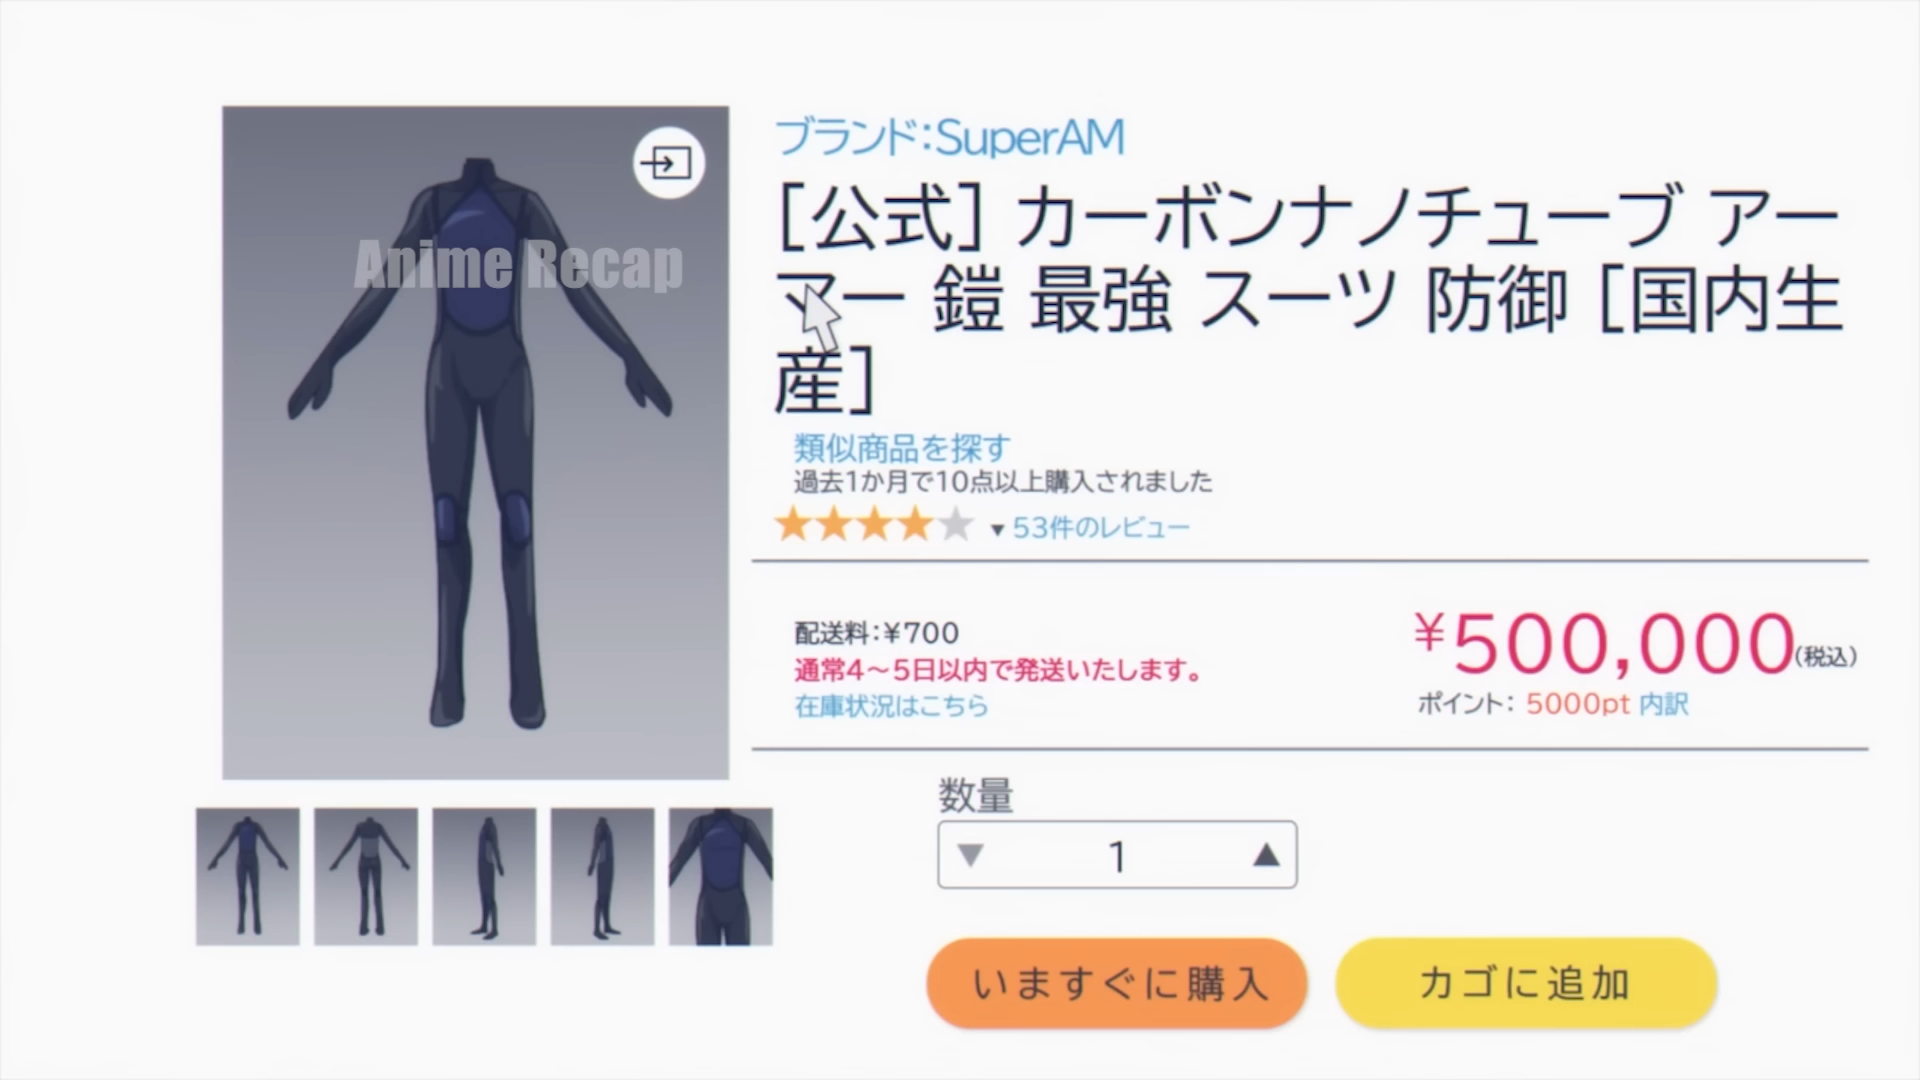 Anime Recap
ブランド:SuperAM
[公式] カーボンナノチューブ アー
マー 鎧 最強 スーツ 防御 [国内生
産]
類似商品を探す
過去1か月で10点以上購入されました
★★★★★ ▼ 53件のレビュー
配送料:¥700
通常4～5日以内で発送いたします。
在庫状況はこちら
¥500,000(税込)
ポイント: 5000pt 内訳
数量
▼ 1 ▲
いますぐに購入
カゴに追加